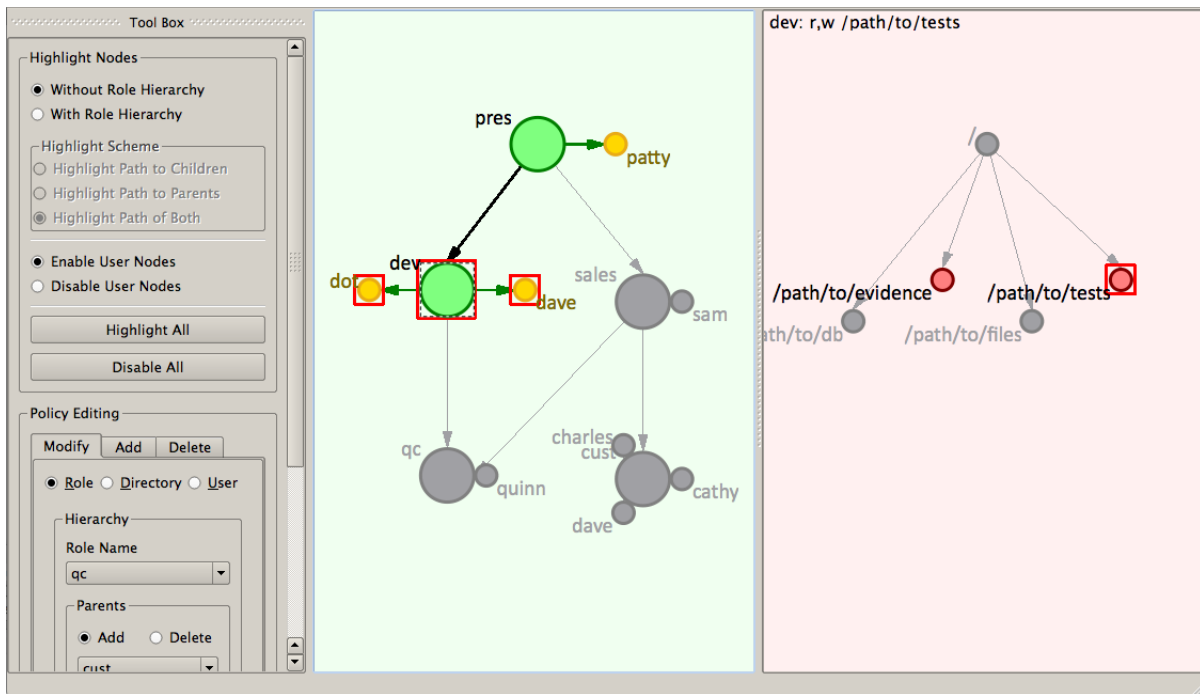 Tool Box
Highlight Nodes
Without Role Hierarchy
With Role Hierarchy
Highlight Scheme
Highlight Path to Children
Highlight Path to Parents
Highlight Path of Both
Enable User Nodes
Disable User Nodes
Highlight All
Disable All
Policy Editing
Modify Add Delete
Role Directory User
Hierarchy
Role Name
qc
Parents
Add Delete
cust
pres
patty
dev
dot
dave
sales
sam
qc
quinn
charles
cust
cathy
dave
dev: r,w /path/to/tests
/
/path/to/evidence
/path/to/tests
ath/to/db
/path/to/files